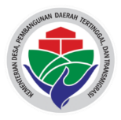 KEMENTERIAN DESA, PEMBANGUNAN DAERAH TERTINGGAL, DAN TRANSMIGRASI